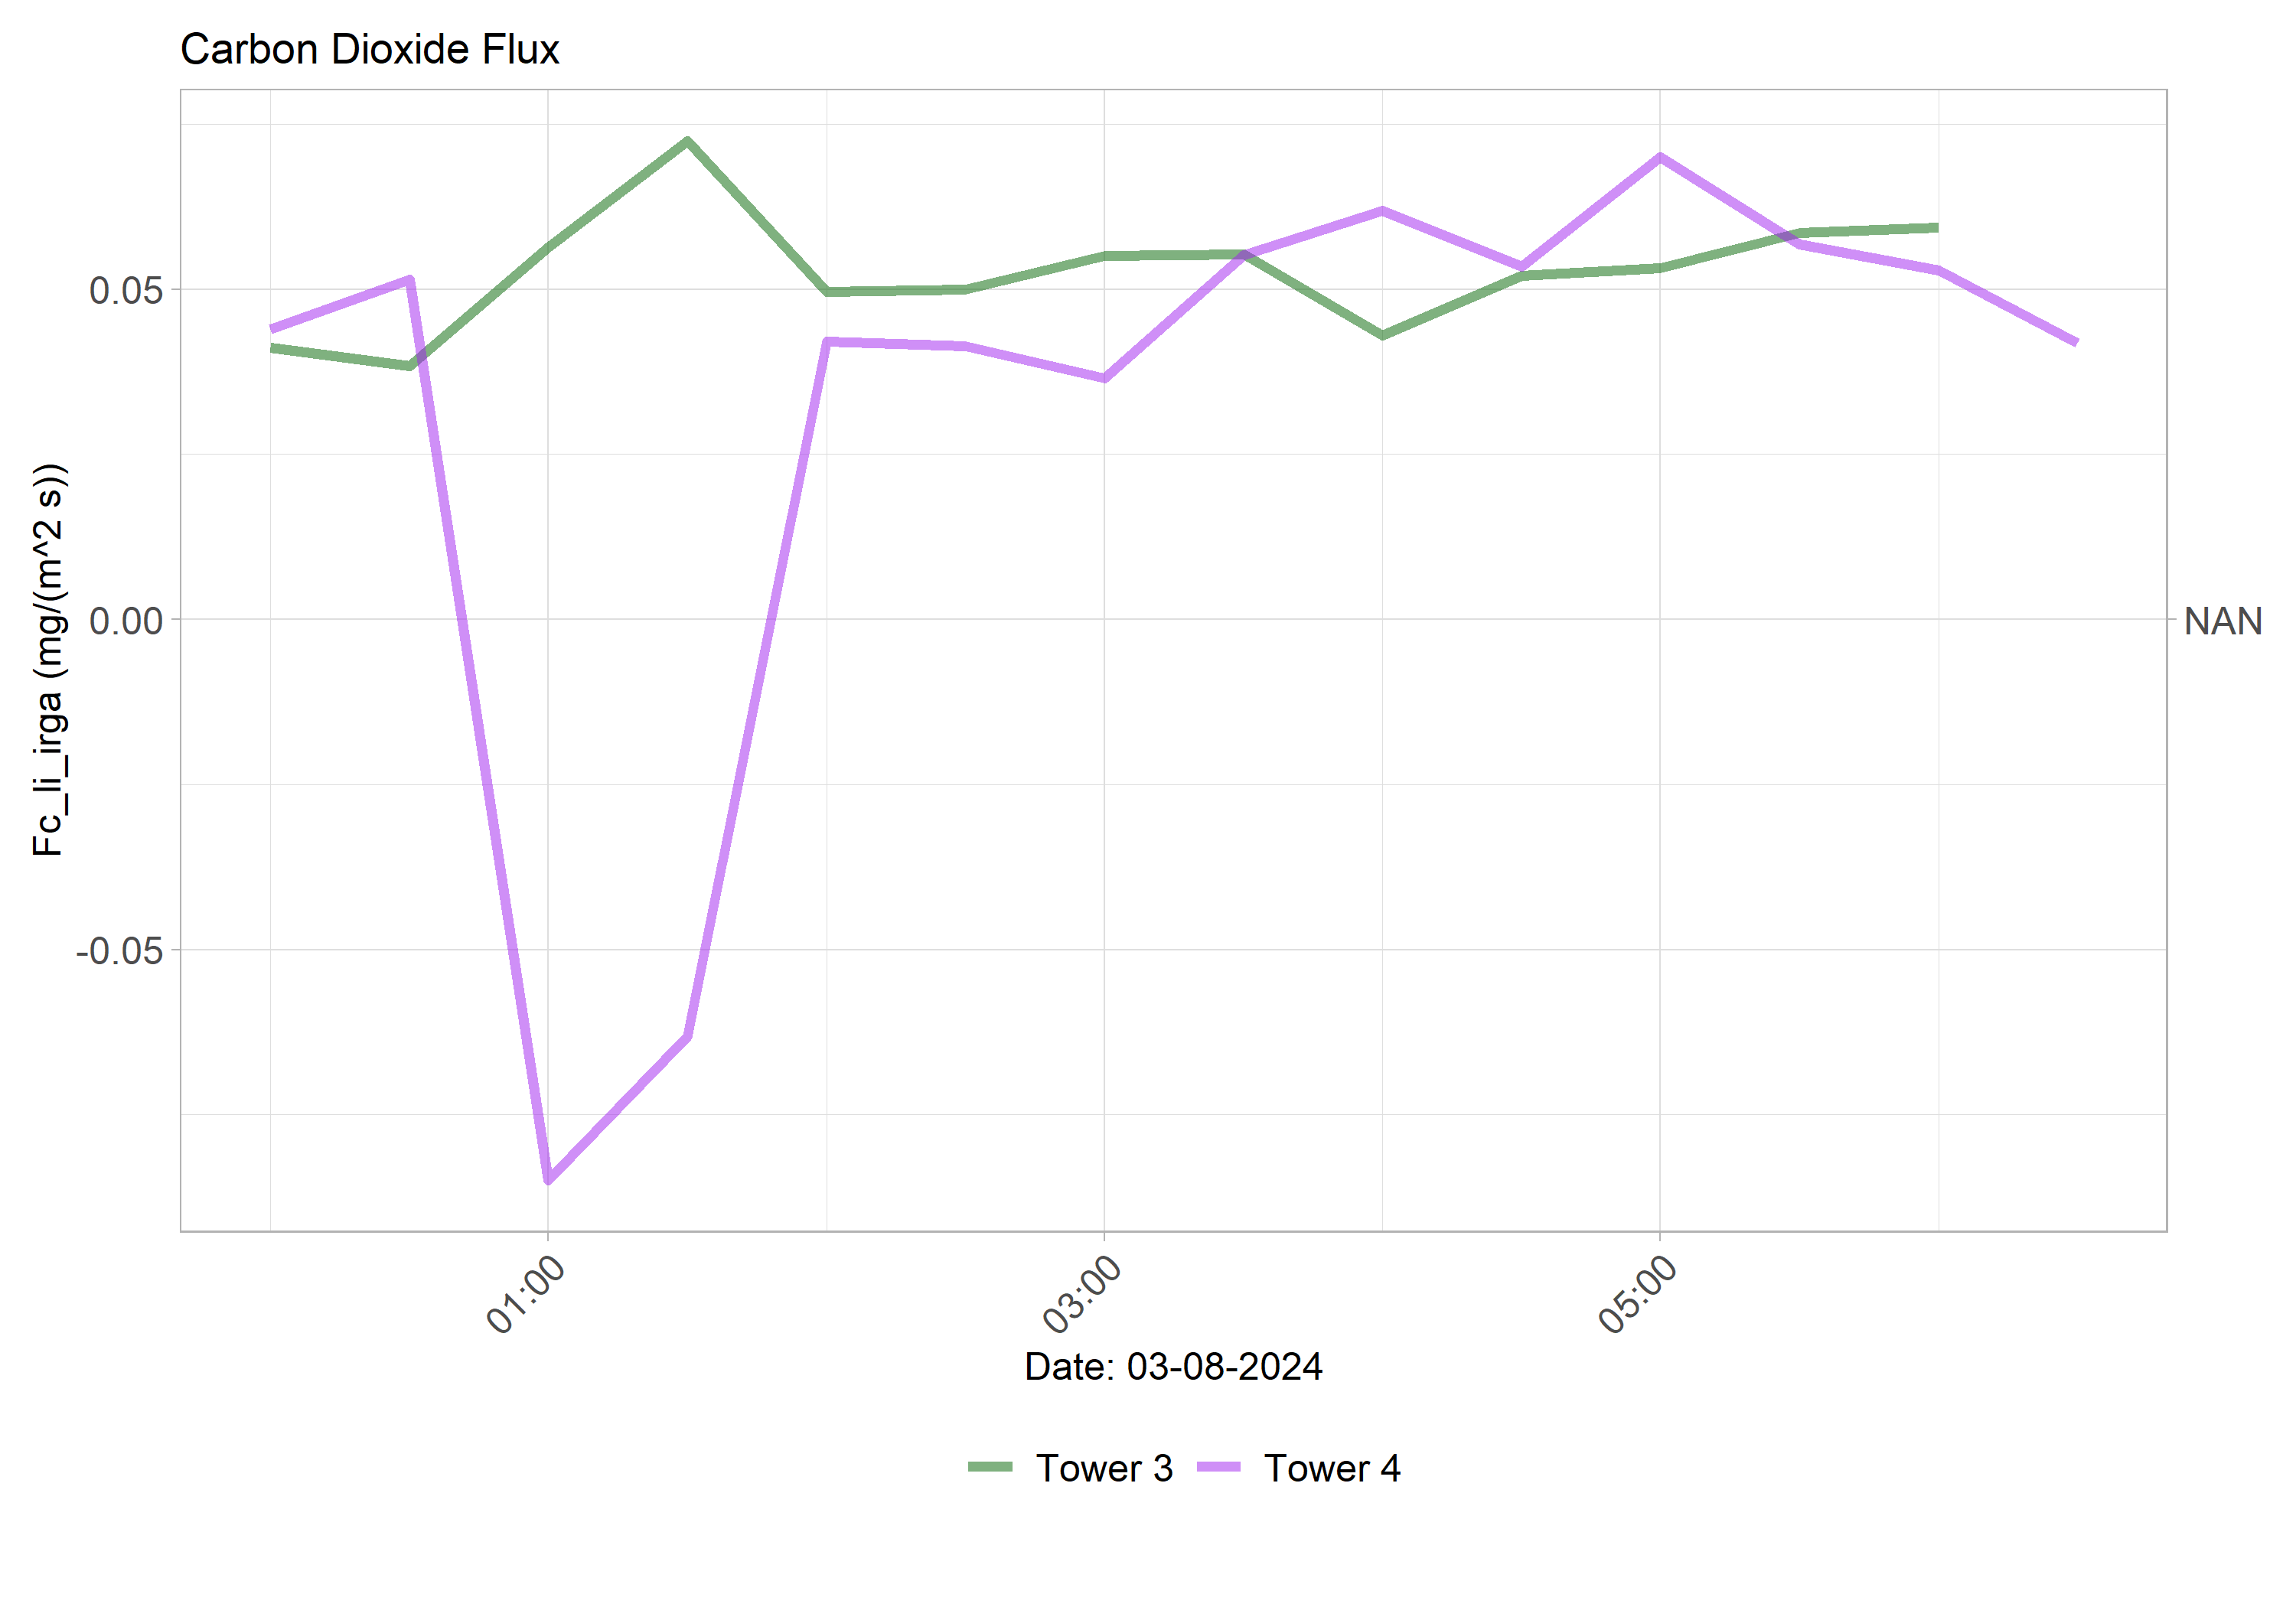 Carbon Dioxide Flux
Fc_li_irga (mg/(m^2 s))
0.05
0.00
-0.05
NAN
01:00
03:00
05:00
Date: 03-08-2024
Tower 3
Tower 4